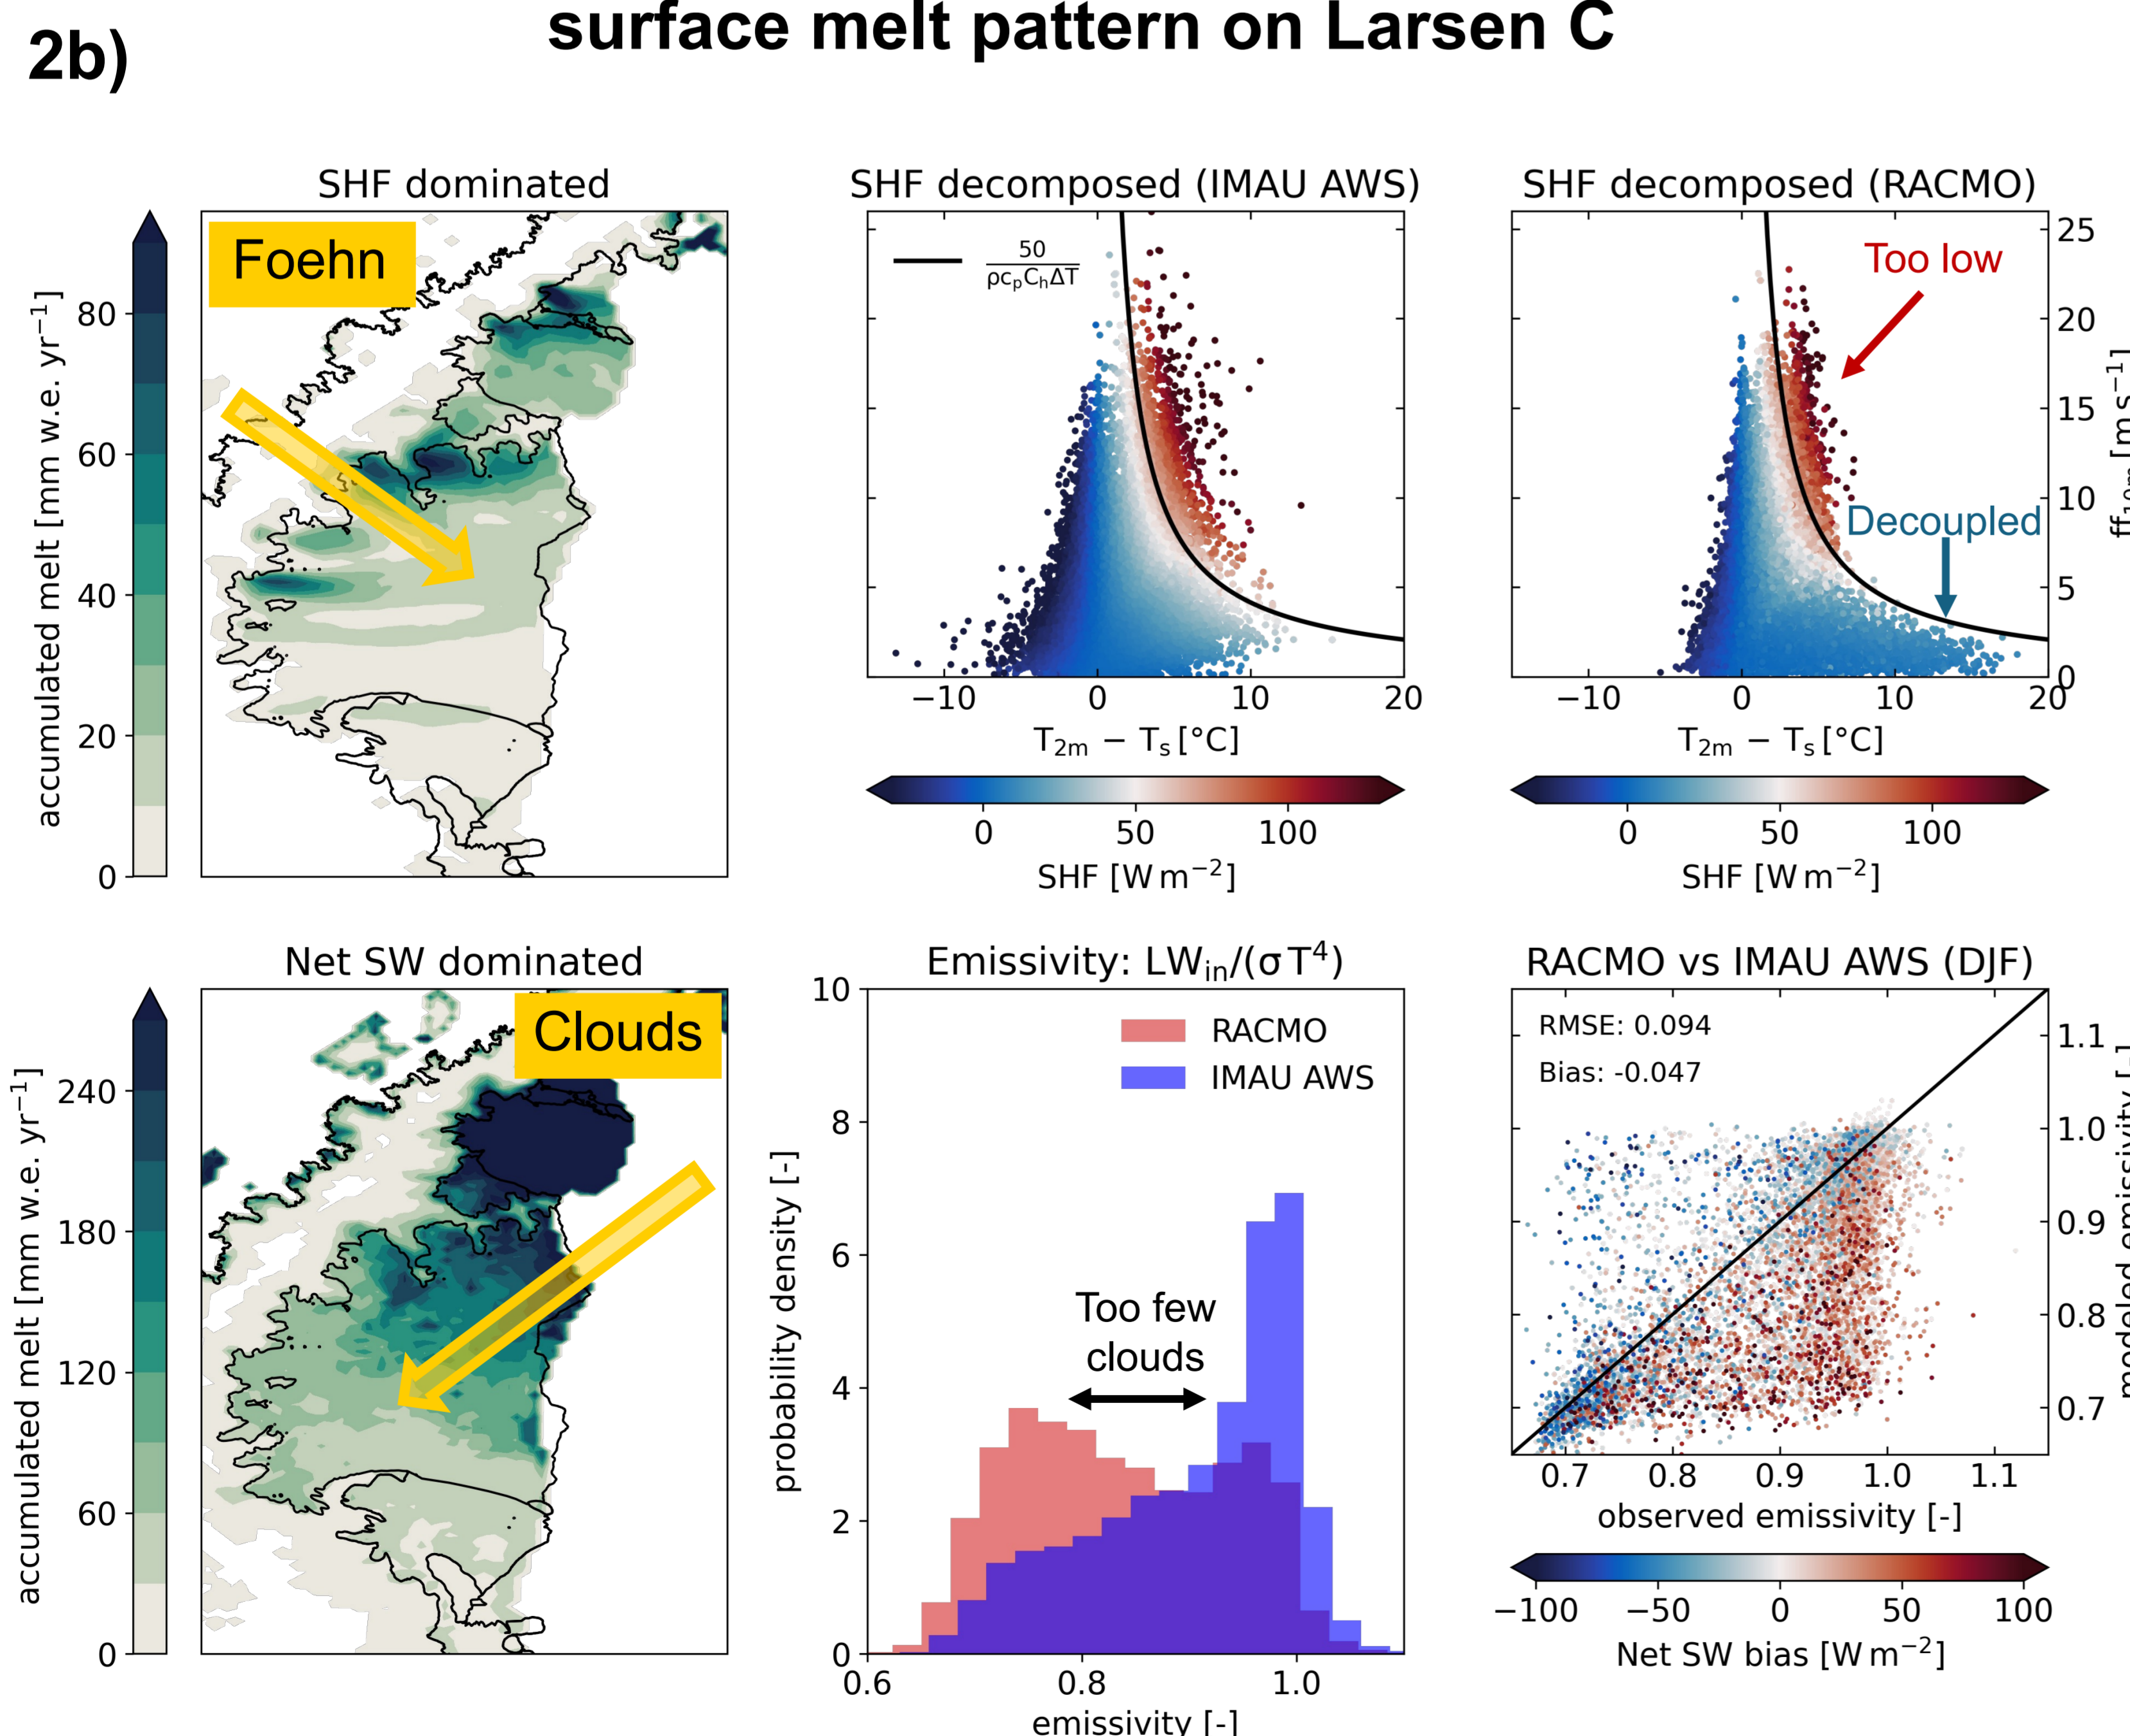 surface melt pattern on Larsen C
2b)
SHF dominated
Foehn
accumulated melt [mm w.e. yr⁻¹]
80
60
40
20
0
SHF decomposed (IMAU AWS)
50
ρcₚCₕΔT
−10
0
10
20
T₂ₘ − Tₛ [°C]
0
50
100
SHF [W m⁻²]
SHF decomposed (RACMO)
Too low
Decoupled
25
20
15
10
5
0
ff₁₀ₘ [m s⁻¹]
−10
0
10
20
T₂ₘ − Tₛ [°C]
0
50
100
SHF [W m⁻²]
Net SW dominated
Clouds
accumulated melt [mm w.e. yr⁻¹]
240
180
120
60
0
Emissivity: LWᵢₙ/(σ T⁴)
RACMO
IMAU AWS
Too few
clouds
probability density [-]
10
8
6
4
2
0
0.6
0.8
1.0
emissivity [-]
RACMO vs IMAU AWS (DJF)
RMSE: 0.094
Bias: -0.047
1.1
1.0
0.9
0.8
0.7
modeled emissivity [-]
0.7
0.8
0.9
1.0
1.1
observed emissivity [-]
−100
−50
0
50
100
Net SW bias [W m⁻²]